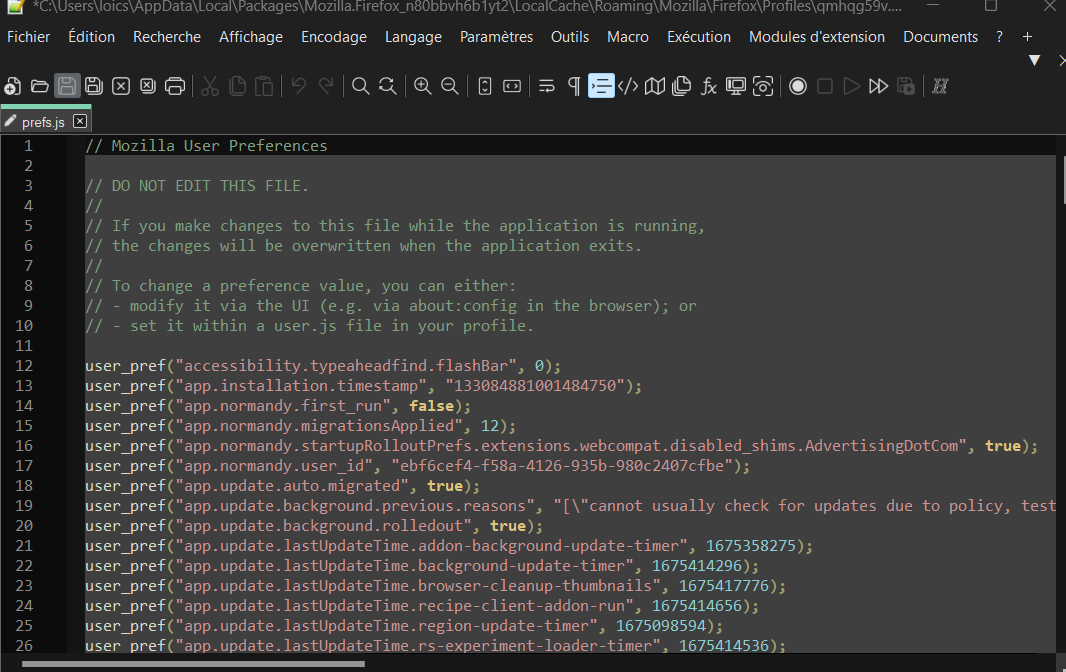 *C:\Users\loics\AppData\Local\Packages\Mozilla.Firefox_n80bbvh6b1yt2\LocalCache\Roaming\Mozilla\Firefox\Profiles\qmhqg59v....
Fichier Édition Recherche Affichage Encodage Langage Paramètres Outils Macro Exécution Modules d'extension Documents ? +
prefs.js
1 // Mozilla User Preferences
2
3 // DO NOT EDIT THIS FILE.
4 //
5 // If you make changes to this file while the application is running,
6 // the changes will be overwritten when the application exits.
7 //
8 // To change a preference value, you can either:
9 // - modify it via the UI (e.g. via about:config in the browser); or
10 // - set it within a user.js file in your profile.
11
12 user_pref("accessibility.typeaheadfind.flashBar", 0);
13 user_pref("app.installation.timestamp", "133084881001484750");
14 user_pref("app.normandy.first_run", false);
15 user_pref("app.normandy.migrationsApplied", 12);
16 user_pref("app.normandy.startupRolloutPrefs.extensions.webcompat.disabled_shims.AdvertisingDotCom", true);
17 user_pref("app.normandy.user_id", "ebf6cef4-f58a-4126-935b-980c2407cfbe");
18 user_pref("app.update.auto.migrated", true);
19 user_pref("app.update.background.previous.reasons", "[\"cannot usually check for updates due to policy, test
20 user_pref("app.update.background.rolledout", true);
21 user_pref("app.update.lastUpdateTime.addon-background-update-timer", 1675358275);
22 user_pref("app.update.lastUpdateTime.background-update-timer", 1675414296);
23 user_pref("app.update.lastUpdateTime.browser-cleanup-thumbnails", 1675417776);
24 user_pref("app.update.lastUpdateTime.recipe-client-addon-run", 1675414656);
25 user_pref("app.update.lastUpdateTime.region-update-timer", 1675098594);
26 user_pref("app.update.lastUpdateTime.rs-experiment-loader-timer", 1675414536);